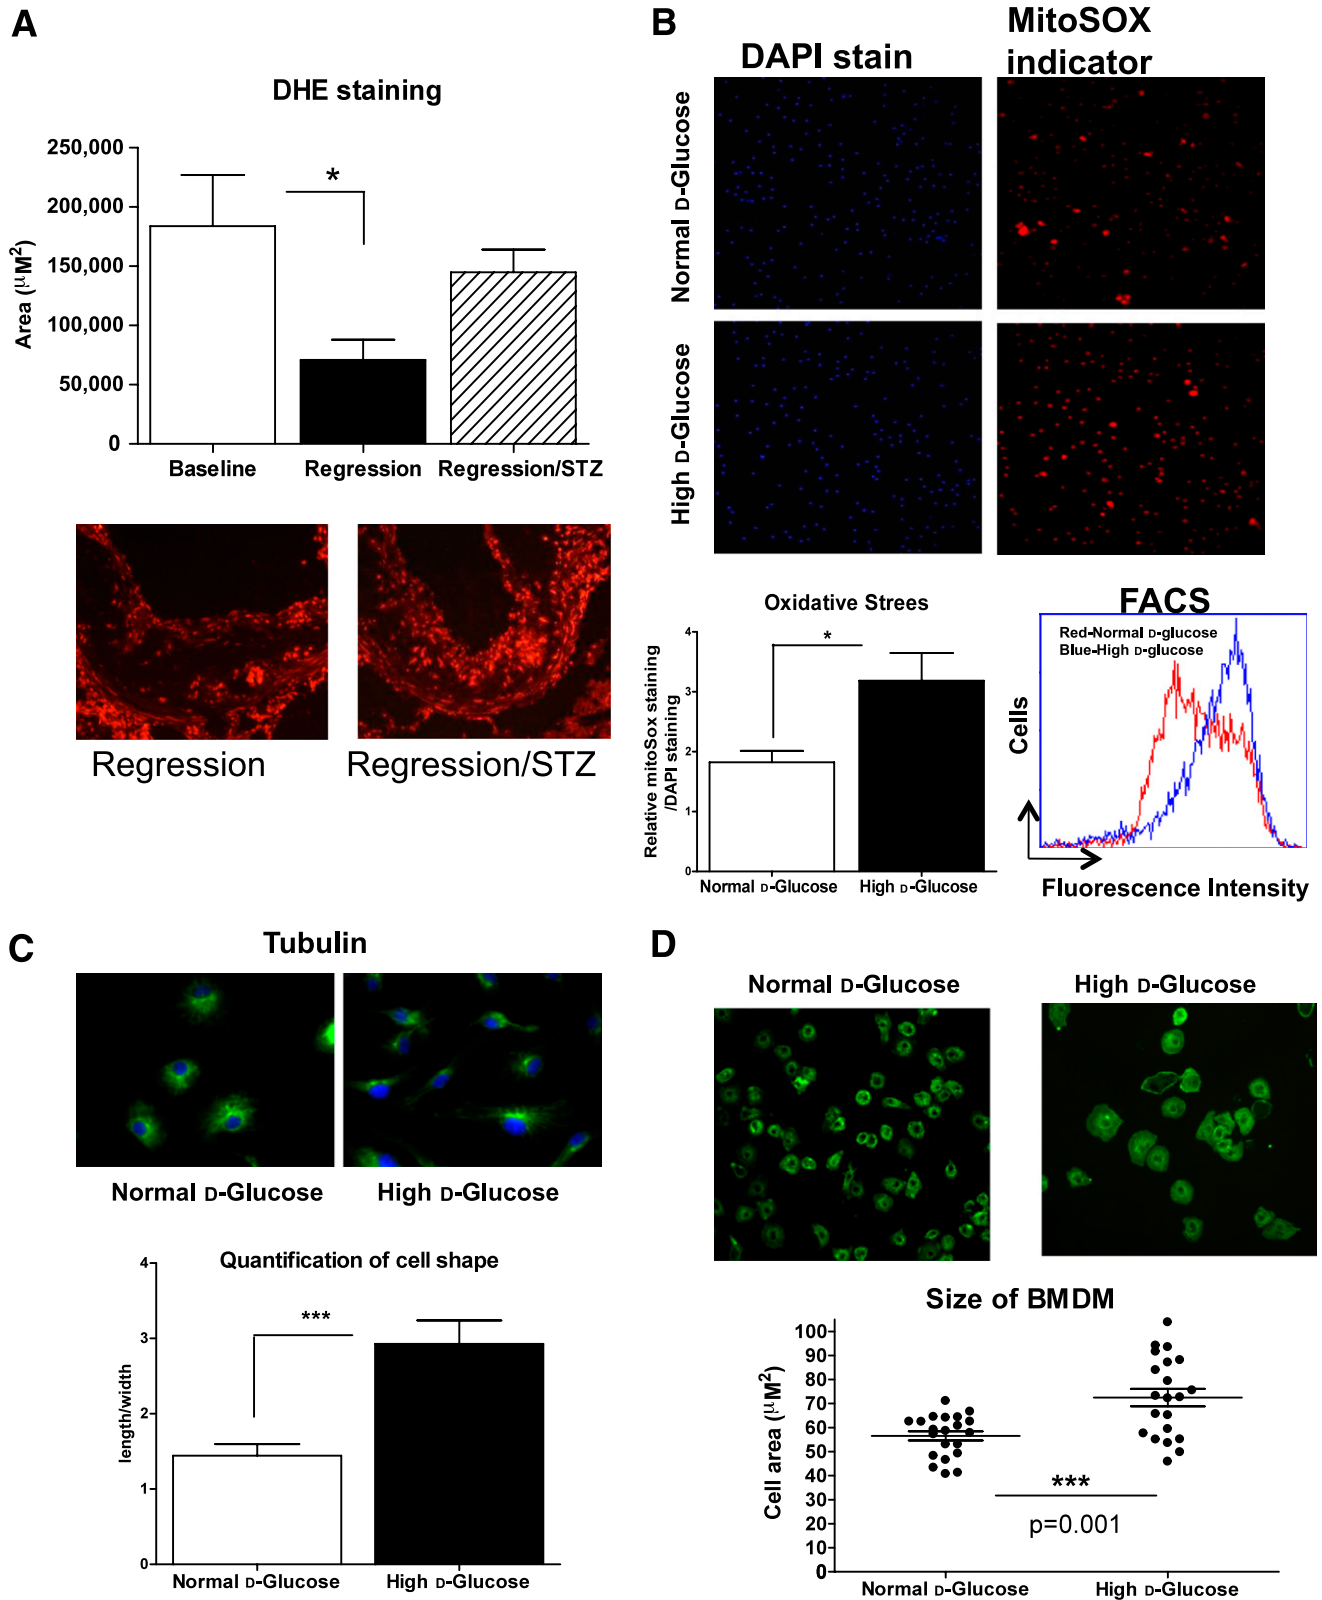 A
DHE staining
250,000
200,000
150,000
100,000
50,000
0
Area (μM²)
*
Baseline
Regression
Regression/STZ
Regression
Regression/STZ
B
DAPI stain
MitoSOX
indicator
Normal D-Glucose
High D-Glucose
Oxidative Strees
4
3
2
1
0
Relative mitoSox staining
/DAPI staining
*
Normal D-Glucose
High D-Glucose
FACS
Red-Normal D-glucose
Blue-High D-glucose
Cells
Fluorescence Intensity
C
Tubulin
Normal D-Glucose
High D-Glucose
Quantification of cell shape
4
3
2
1
0
length/width
***
Normal D-Glucose
High D-Glucose
D
Normal D-Glucose
High D-Glucose
Size of BMDM
100
90
80
70
60
50
40
30
20
10
0
Cell area (μM²)
***
p=0.001
Normal D-Glucose
High D-Glucose